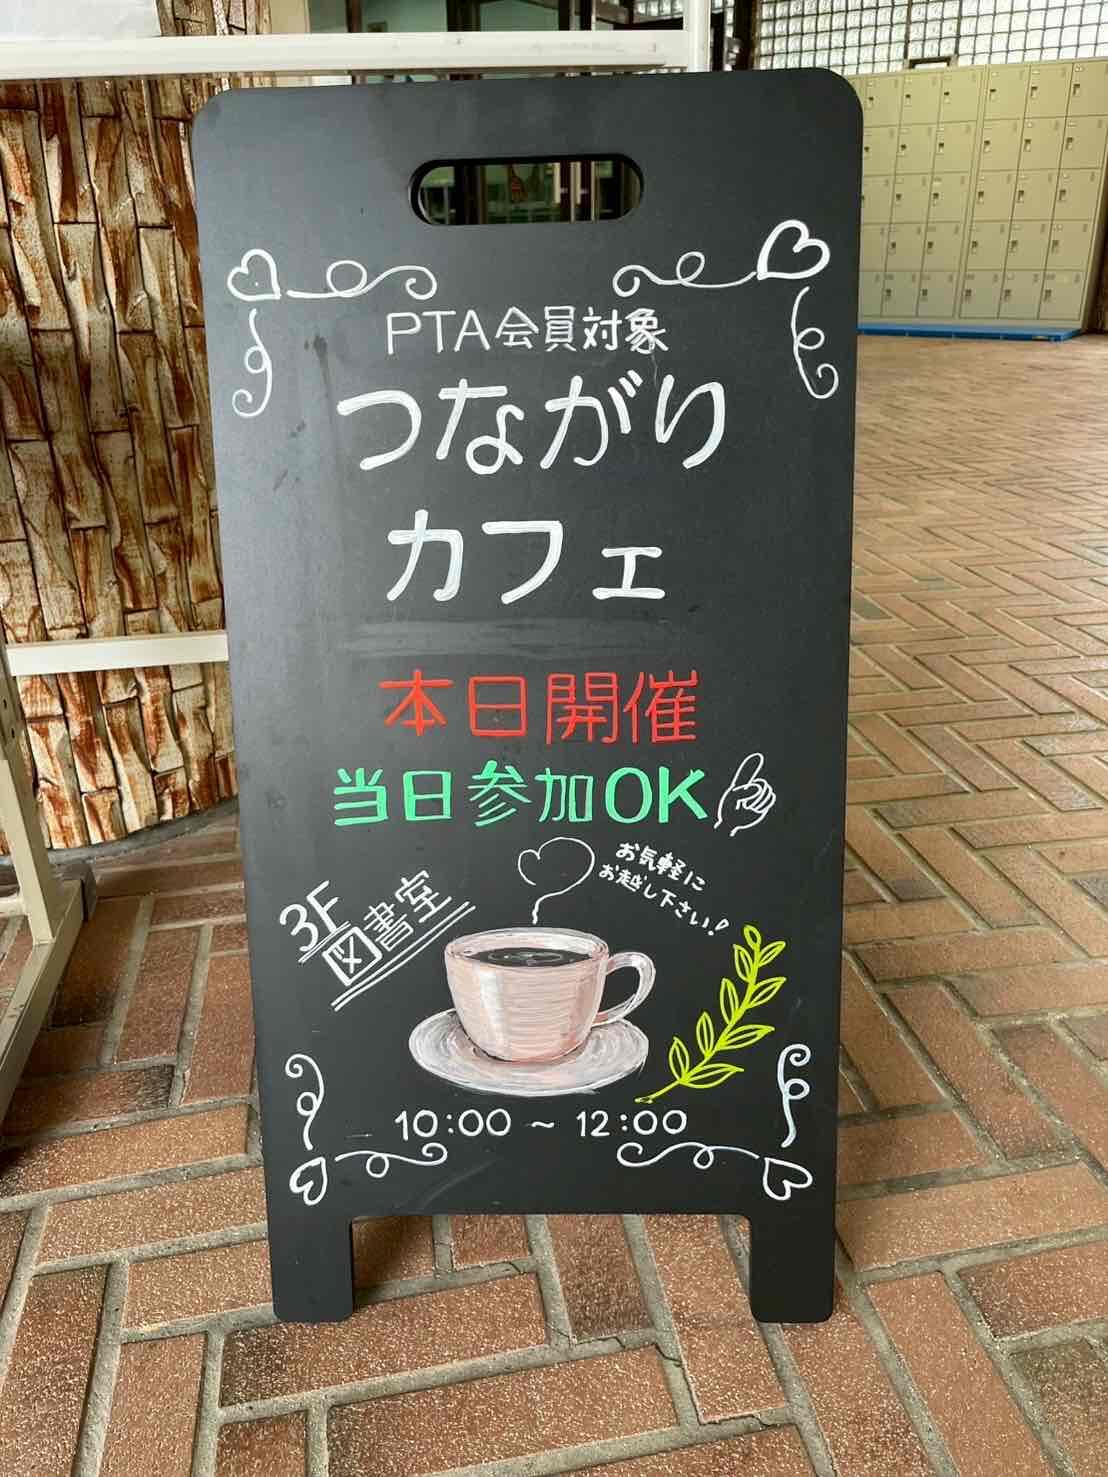 PTA会員対象
つながり
カフェ
本日開催
当日参加OK
お気軽に
お越し下さい!
3F
図書室
10:00 ~ 12:00